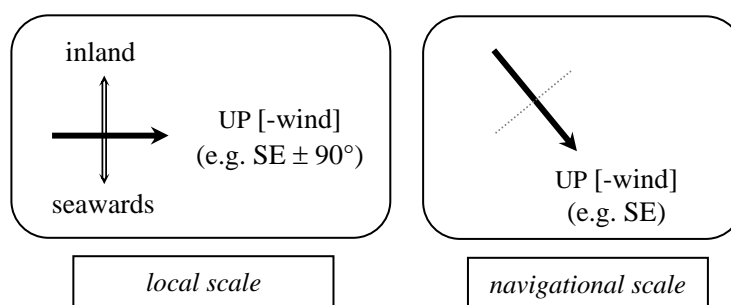 inland
UP [-wind]
(e.g. SE ± 90°)
seawards
local scale
UP [-wind]
(e.g. SE)
navigational scale